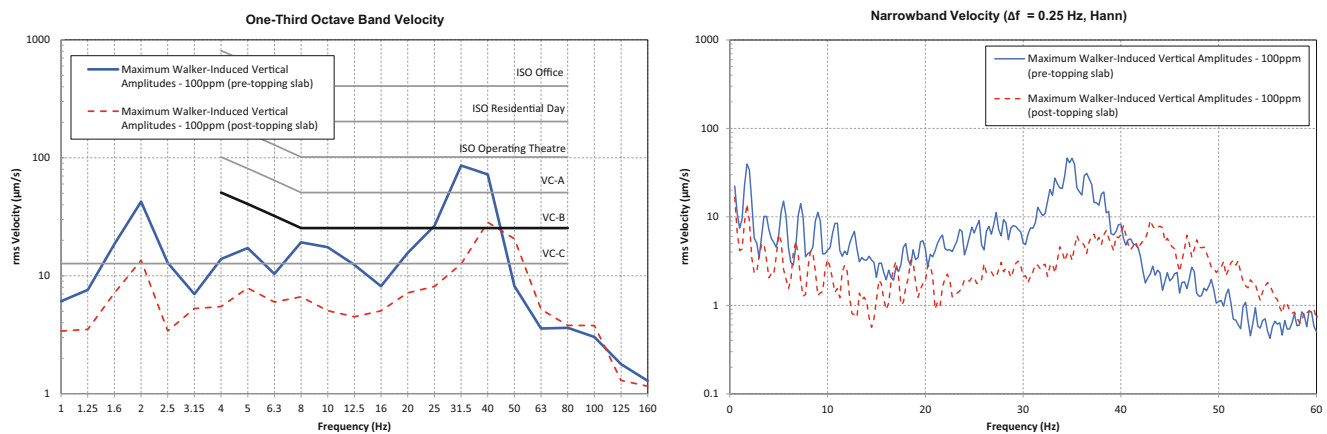 One-Third Octave Band Velocity
1000
100
10
1
rms Velocity (µm/s)
Maximum Walker-Induced Vertical
Amplitudes - 100ppm (pre-topping slab)
Maximum Walker-Induced Vertical
Amplitudes - 100ppm (post-topping slab)
ISO Office
ISO Residential Day
ISO Operating Theatre
VC-A
VC-B
VC-C
1 1.25 1.6 2 2.5 3.15 4 5 6.3 8 10 12.5 16 20 25 31.5 40 50 63 80 100 125 160
Frequency (Hz)
Narrowband Velocity (Δf = 0.25 Hz, Hann)
1000
100
10
1
0.1
rms Velocity (µm/s)
Maximum Walker-Induced Vertical Amplitudes - 100ppm
(pre-topping slab)
Maximum Walker-Induced Vertical Amplitudes - 100ppm
(post-topping slab)
0 10 20 30 40 50 60
Frequency (Hz)